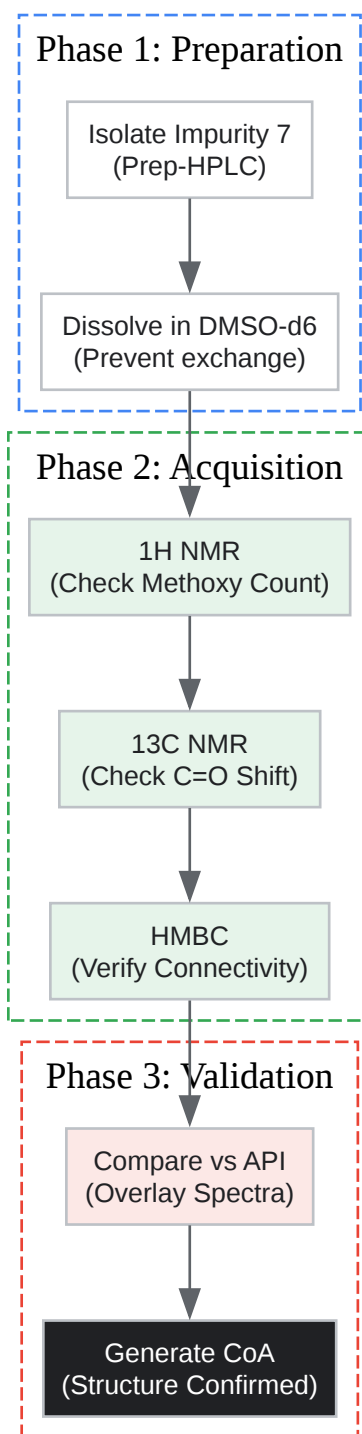 Phase 1: Preparation
Isolate Impurity 7
(Prep-HPLC)
Dissolve in DMSO-d6
(Prevent exchange)
Phase 2: Acquisition
1H NMR
(Check Methoxy Count)
13C NMR
(Check C=O Shift)
HMBC
(Verify Connectivity)
Phase 3: Validation
Compare vs API
(Overlay Spectra)
Generate CoA
(Structure Confirmed)